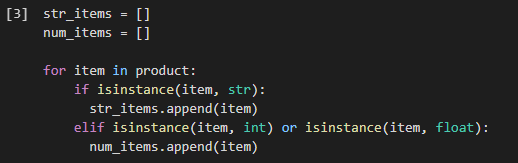 [3] str_items = []
num_items = []
for item in product:
if isinstance(item, str):
str_items.append(item)
elif isinstance(item, int) or isinstance(item, float):
num_items.append(item)